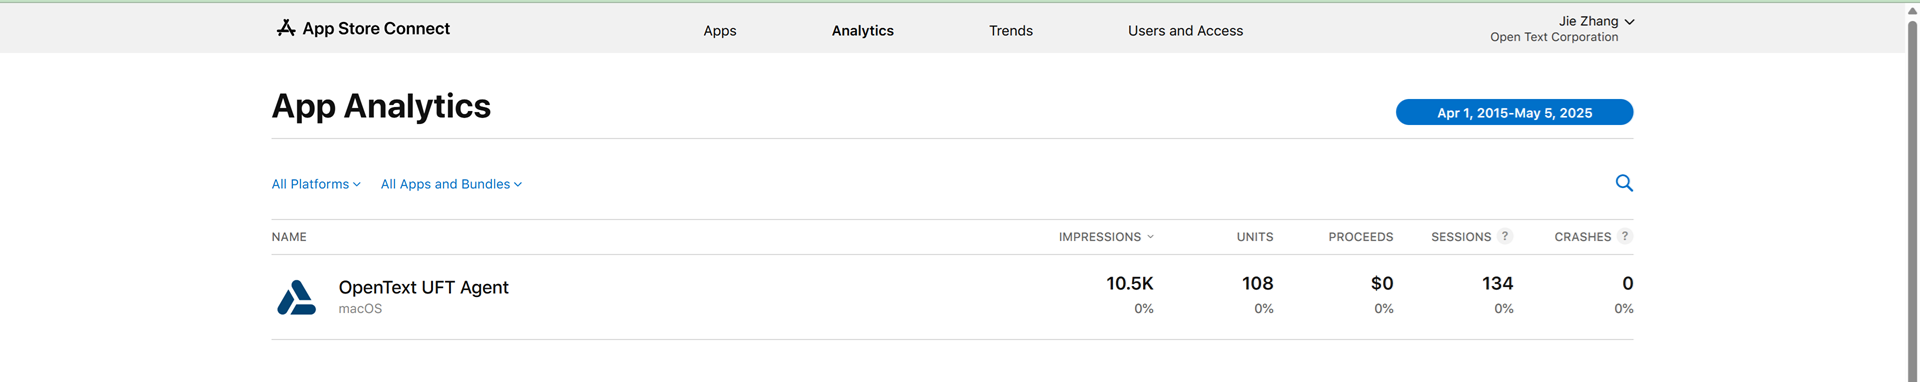 App Store Connect
Apps
Analytics
Trends
Users and Access
Jie Zhang
Open Text Corporation
App Analytics
Apr 1, 2015-May 5, 2025
All Platforms
All Apps and Bundles
NAME IMPRESSIONS UNITS PROCEEDS SESSIONS ? CRASHES ?
OpenText UFT Agent 10.5K 108 $0 134 0
macOS 0% 0% 0% 0% 0%